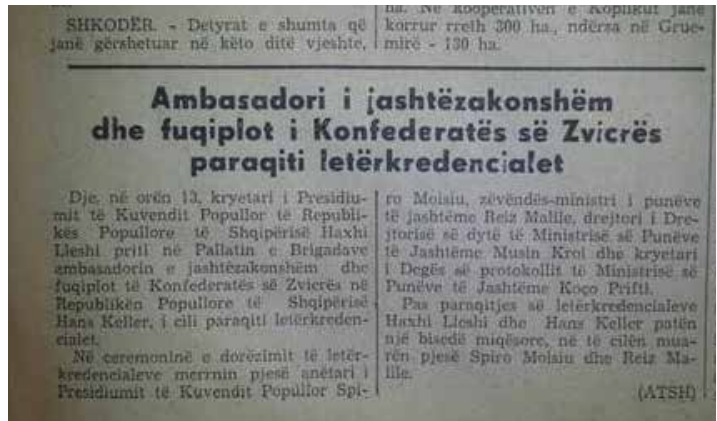 SHKODËR. - Detyrat e shumta që
janë gërshetuar në këto ditë vjeshte,
ha. Në kooperativën e Koplikut janë
korrur rreth 300 ha., ndërsa në Grue-
mirë - 130 ha.
Ambasadori i jashtëzakonshëm
dhe fuqiplot i Konfederatës së Zvicrës
paraqiti letërkredencialet
Dje, në orën 13, kryetari i Presidiu-
mit të Kuvendit Popullor të Republi-
kës Popullore të Shqipërisë Haxhi
Lleshi priti në Pallatin e Brigadave
ambasadorin e jashtëzakonshëm dhe
fuqiplot të Konfederatës së Zvicrës në
Republikën Popullore të Shqipërisë
Hans Keller, i cili paraqiti letërkreden-
cialet.
Në ceremoninë e dorëzimit të letër-
kredencialeve merrnin pjesë anëtari i
Presidiumit të Kuvendit Popullor Spi-
ro Moisiu, zëvëndës-ministri i punëve
të jashtëme Reiz Malile, drejtori i Dre-
jtorisë së dytë të Ministrisë së Punëve
të Jashtëme Musin Kroi dhe kryetari
i Degës së protokollit të Ministrisë së
Punëve të Jashtëme Koço Prifti.
Pas paraqitjes së letërkredencialeve
Haxhi Lleshi dhe Hans Keller patën
një bisedë miqësore, në të cilën mua-
rën pjesë Spiro Moisiu dhe Reiz Ma-
lile.
(ATSH)